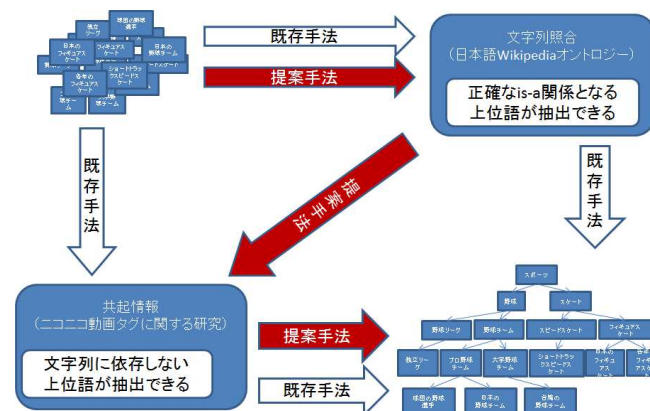 独立
リーグ
球団の野球
選手
日本の
フィギュアス
ケート
フィギュアス
ケート
日本の
野球チーム
各年の
フィギュアス
ケート
ショートトラッ
クスピードス
ケート
既存手法
提案手法
文字列照合
(日本語Wikipediaオントロジー)
正確なis-a関係となる
上位語が抽出できる
既存手法
提案手法
既存手法
共起情報
(ニコニコ動画タグに関する研究)
文字列に依存しない
上位語が抽出できる
提案手法
既存手法
スポーツ
野球
スケート
野球リーグ
野球チーム
スピードスケート
フィギュアス
ケート
独立リー
グ
プロ野球
チーム
大学野球
チーム
ショートトラッ
クスピードス
ケート
日本の
フィギュア
ス
各年の
フィギュ
アスケ
球団の野球
選手
日本の
野球チーム
台湾の
野球チーム